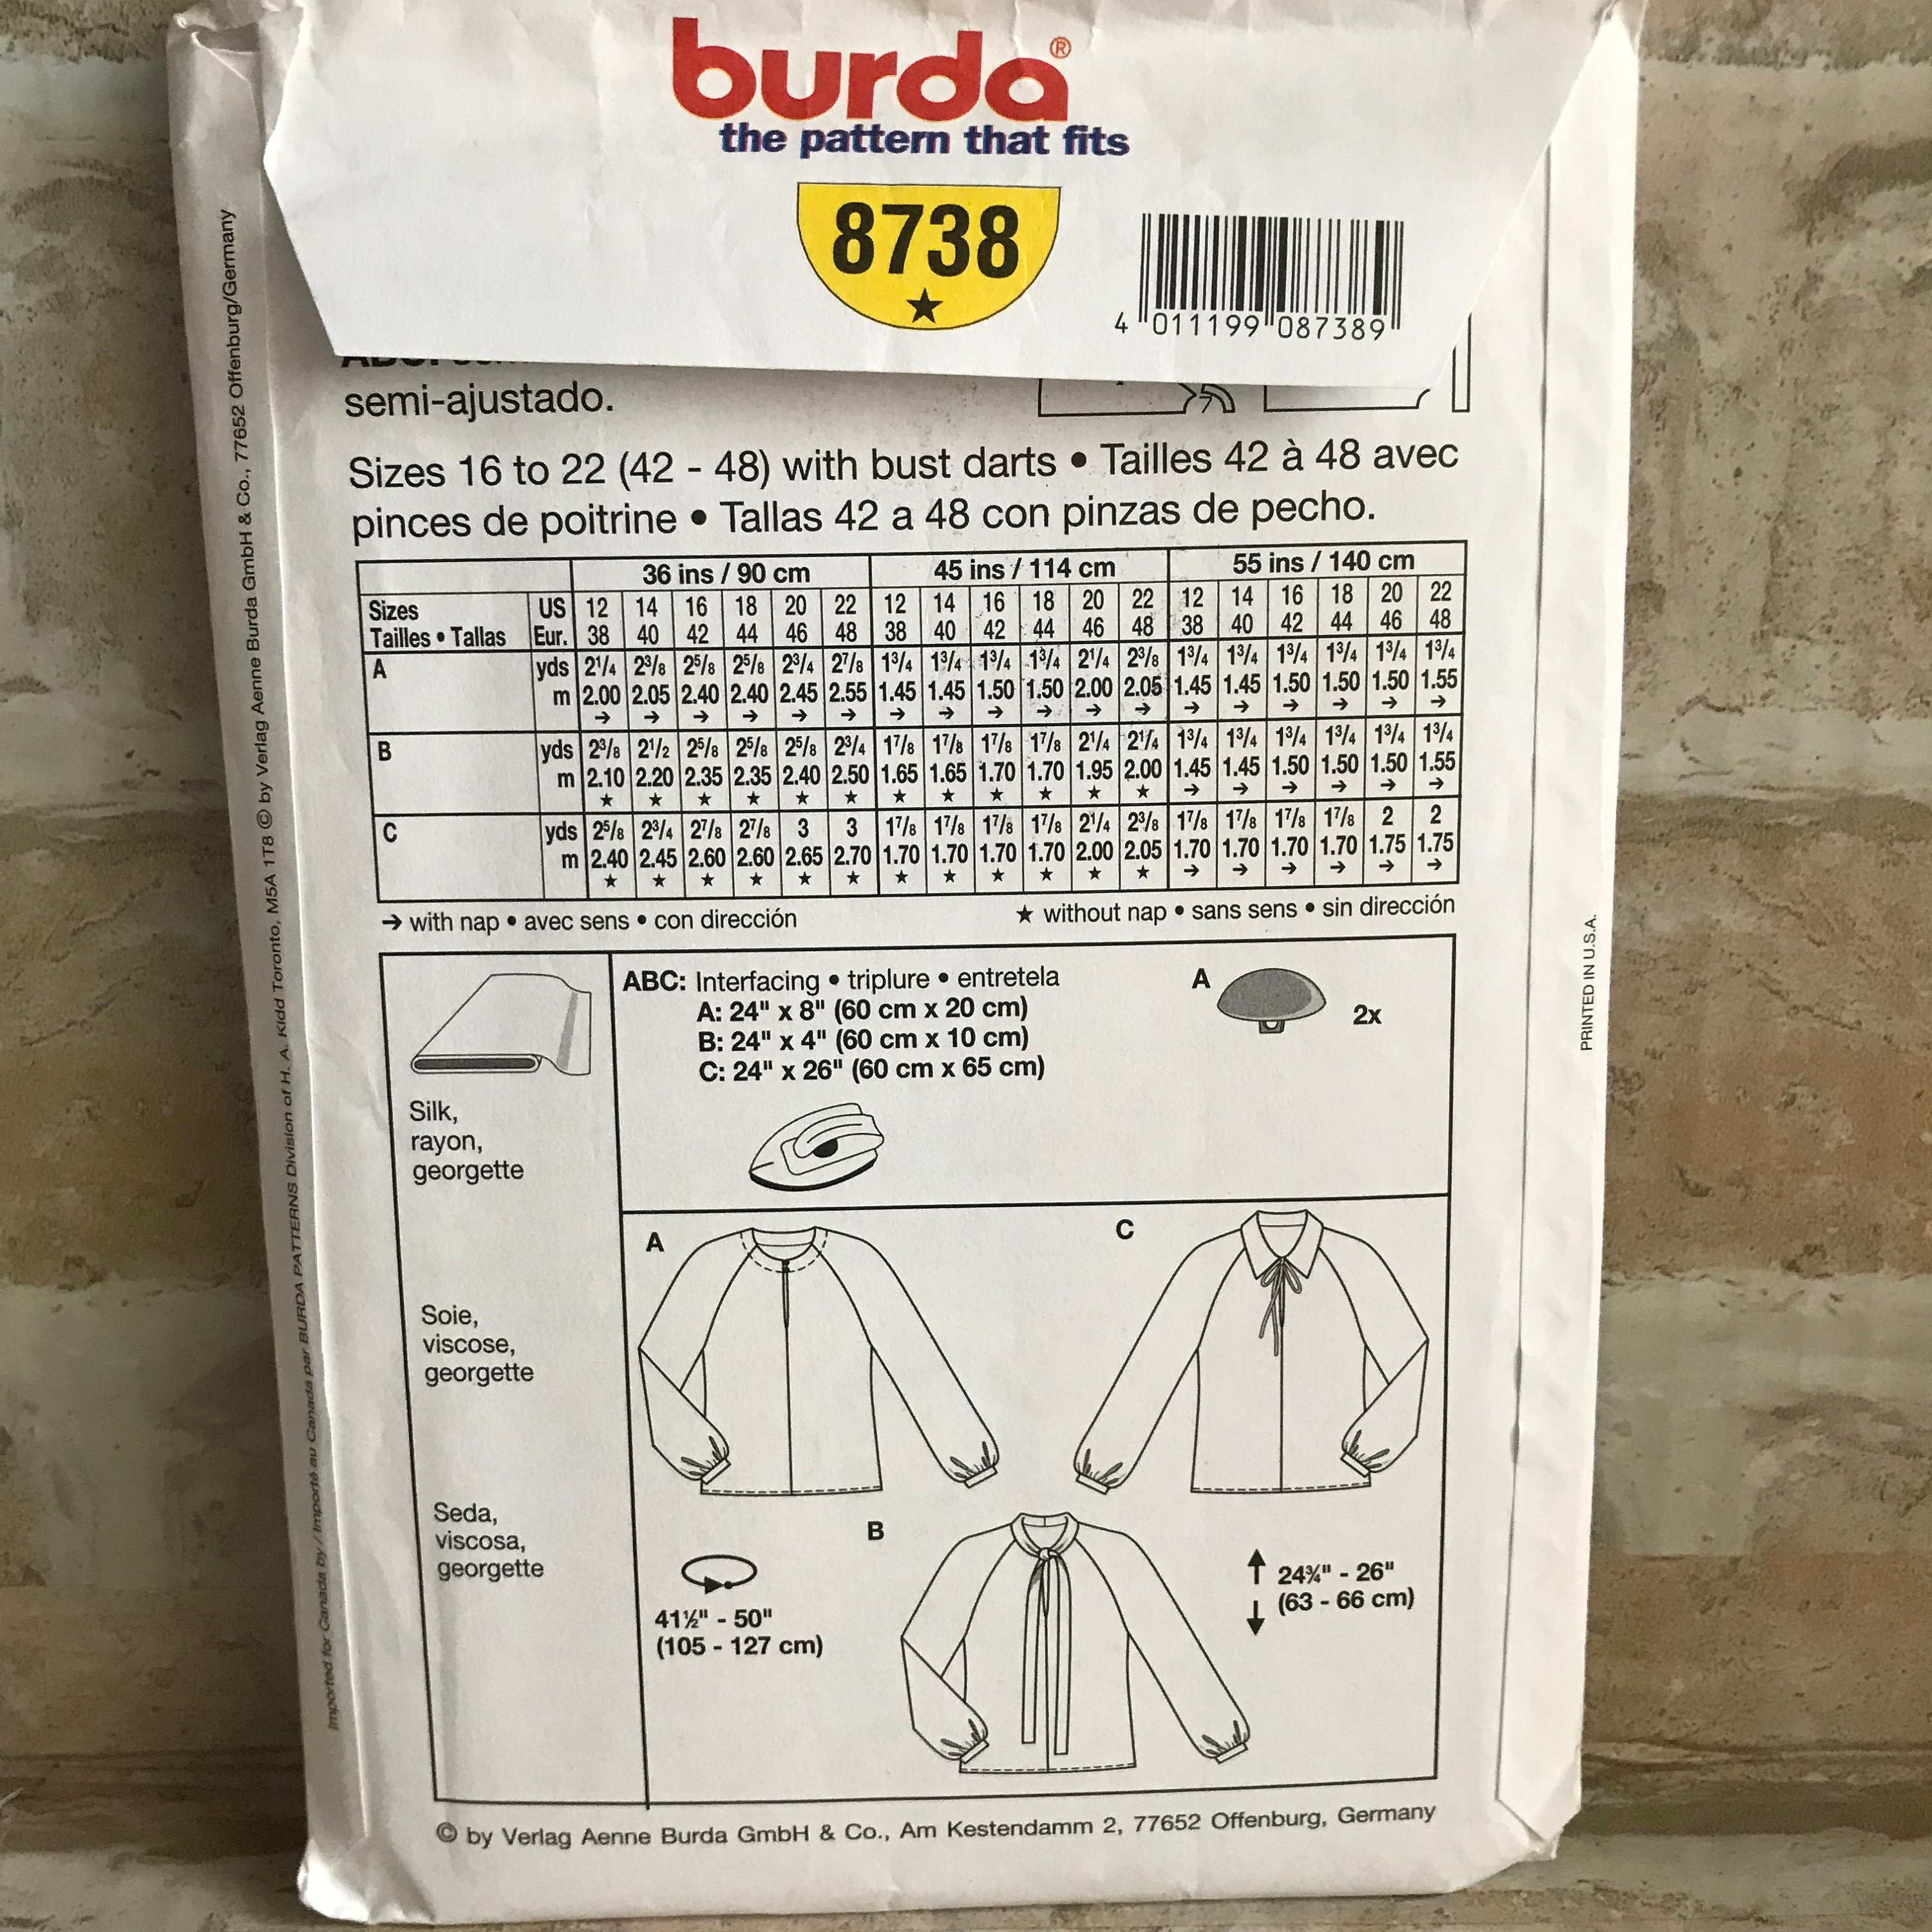 burda®
the pattern that fits
8738
★
4 011199 087389
semi-ajustado.
Sizes 16 to 22 (42 - 48) with bust darts • Tailles 42 à 48 avec
pinces de poitrine • Tallas 42 a 48 con pinzas de pecho.
36 ins / 90 cm 45 ins / 114 cm 55 ins / 140 cm
Sizes US 12 14 16 18 20 22 12 14 16 18 20 22 12 14 16 18 20 22
Tailles • Tallas Eur. 38 40 42 44 46 48 38 40 42 44 46 48 38 40 42 44 46 48
A yds 2¹/4 2³/8 2⁵/8 2⁵/8 2³/4 2⁷/8 1³/4 1³/4 1³/4 1³/4 2¹/4 2³/8 1³/4 1³/4 1³/4 1³/4 1³/4 1³/4
m 2.00 2.05 2.40 2.40 2.45 2.55 1.45 1.45 1.50 1.50 2.00 2.05 1.45 1.45 1.50 1.50 1.50 1.55
→ → → → → → → → → → → → → → → → → →
B yds 2³/8 2¹/2 2⁵/8 2⁵/8 2⁵/8 2³/4 1⁷/8 1⁷/8 1⁷/8 1⁷/8 2¹/4 2¹/4 1³/4 1³/4 1³/4 1³/4 1³/4 1³/4
m 2.10 2.20 2.35 2.35 2.40 2.50 1.65 1.65 1.70 1.70 1.95 2.00 1.45 1.45 1.50 1.50 1.50 1.55
★ ★ ★ ★ ★ ★ ★ ★ ★ ★ ★ ★ → → → → → →
C yds 2⁵/8 2³/4 2⁷/8 2⁷/8 3 3 1⁷/8 1⁷/8 1⁷/8 1⁷/8 2¹/4 2³/8 1⁷/8 1⁷/8 1⁷/8 1⁷/8 2 2
m 2.40 2.45 2.60 2.60 2.65 2.70 1.70 1.70 1.70 1.70 2.00 2.05 1.70 1.70 1.70 1.70 1.75 1.75
★ ★ ★ ★ ★ ★ ★ ★ ★ ★ ★ ★ → → → → → →
→ with nap • avec sens • con dirección ★ without nap • sans sens • sin dirección
ABC: Interfacing • triplure • entretela
A: 24" x 8" (60 cm x 20 cm)
B: 24" x 4" (60 cm x 10 cm)
C: 24" x 26" (60 cm x 65 cm)
A 2x
Silk,
rayon,
georgette
Soie,
viscose,
georgette
Seda,
viscosa,
georgette
A
C
B
41½" - 50"
(105 - 127 cm)
24¾" - 26"
(63 - 66 cm)
© by Verlag Aenne Burda GmbH & Co., Am Kestendamm 2, 77652 Offenburg, Germany
Imported for Canada by / Importé au Canada par BURDA PATTERNS Division of H. A. Kidd Toronto, M5A 1T8 © by Verlag Aenne Burda GmbH & Co., 77652 Offenburg/Germany
PRINTED IN U.S.A.